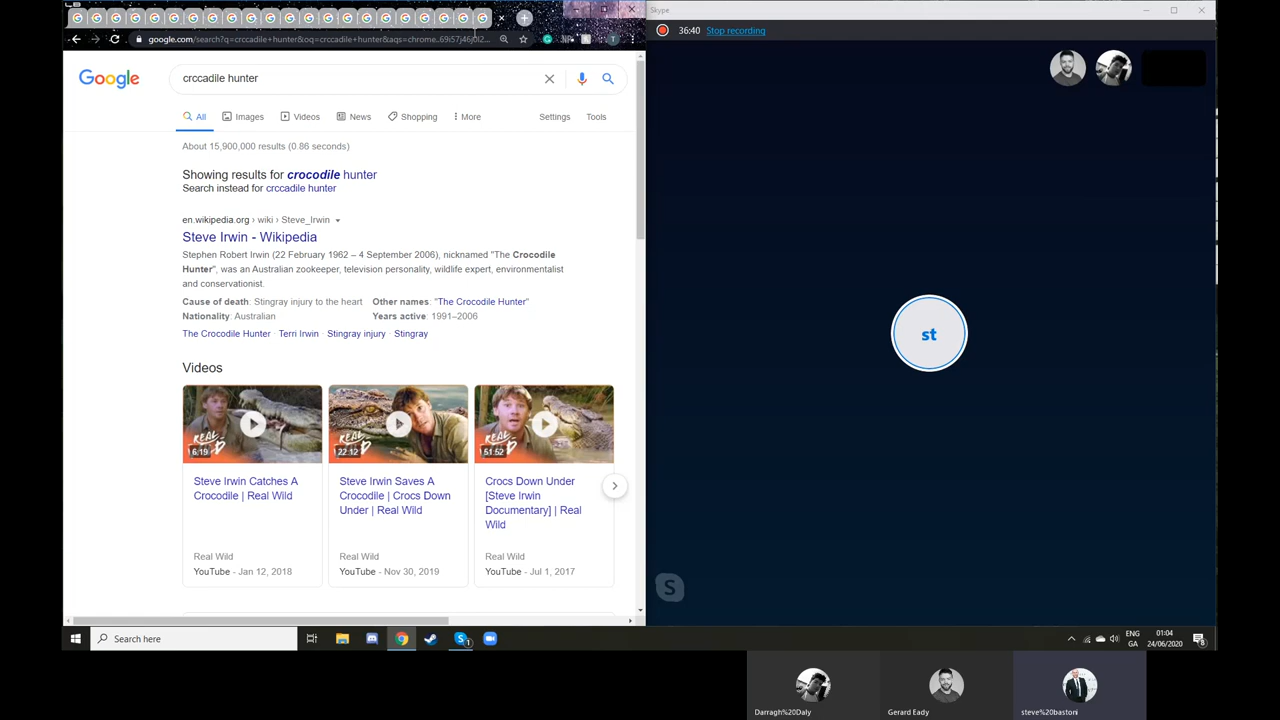 google.com/search?q=crccadile+hunter&oq=crccadile+hunter&aqs=chrome..69i57j46j0l2...
Google
crccadile hunter
All Images Videos News Shopping More Settings Tools
About 15,900,000 results (0.86 seconds)
Showing results for crocodile hunter
Search instead for crccadile hunter
en.wikipedia.org › wiki › Steve_Irwin
Steve Irwin - Wikipedia
Stephen Robert Irwin (22 February 1962 – 4 September 2006), nicknamed "The Crocodile
Hunter", was an Australian zookeeper, television personality, wildlife expert, environmentalist
and conservationist.
Cause of death: Stingray injury to the heart Other names: "The Crocodile Hunter"
Nationality: Australian Years active: 1991–2006
The Crocodile Hunter · Terri Irwin · Stingray injury · Stingray
Videos
REAL
6:19
REAL
22:12
REAL
51:52
Steve Irwin Catches A
Crocodile | Real Wild
Real Wild
YouTube - Jan 12, 2018
Steve Irwin Saves A
Crocodile | Crocs Down
Under | Real Wild
Real Wild
YouTube - Nov 30, 2019
Crocs Down Under
[Steve Irwin
Documentary] | Real
Wild
Real Wild
YouTube - Jul 1, 2017
Skype
36:40 Stop recording
st
Search here
ENG
GA
01:04
24/06/2020
Darragh%20Daly
Gerard Eady
steve%20bastoni